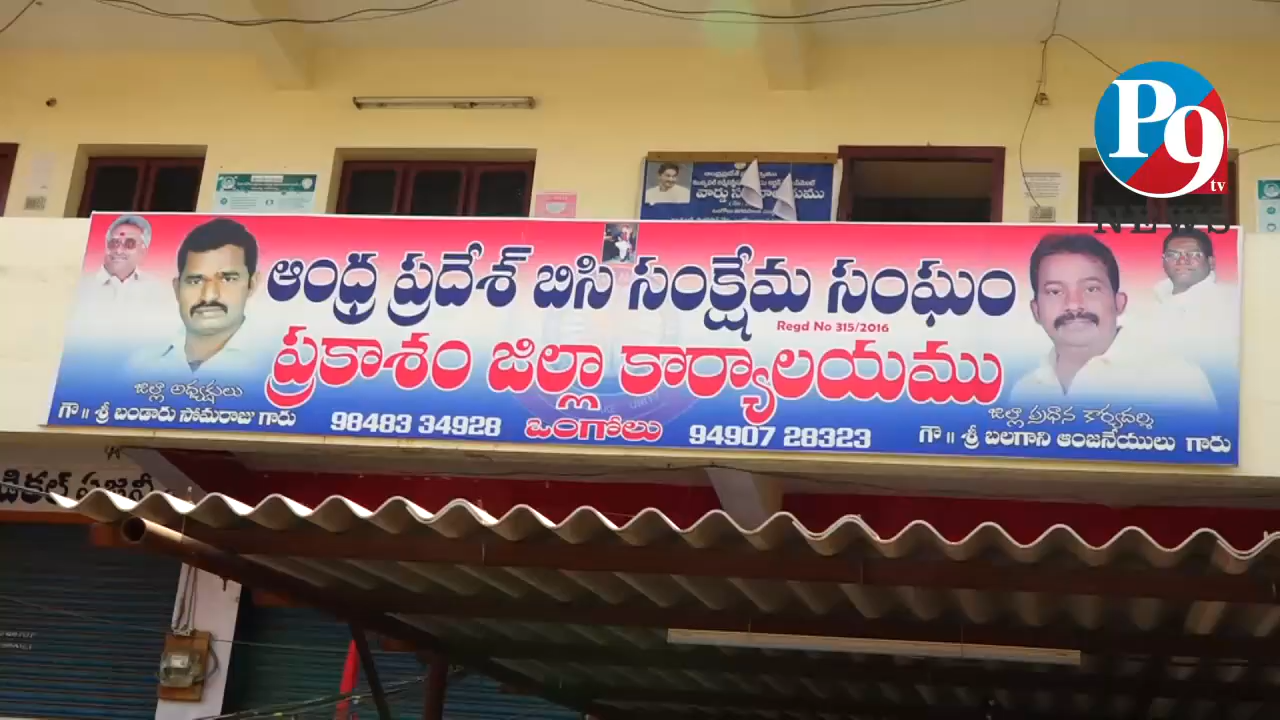 P9
tv
NEWS
వార్డు
ఆంధ్ర ప్రదేశ్ బిసి సంక్షేమ సంఘం
Regd No 315/2016
ప్రకాశం జిల్లా కార్యాలయము
జిల్లా అధ్యక్షులు
గౌ॥ శ్రీ బండారు సోమరాజు గారు
98483 34928
ఒంగోలు
94907 28323
జిల్లా ప్రధాన కార్యదర్శి
గౌ॥ శ్రీ బలగాని ఆంజనేయులు గారు